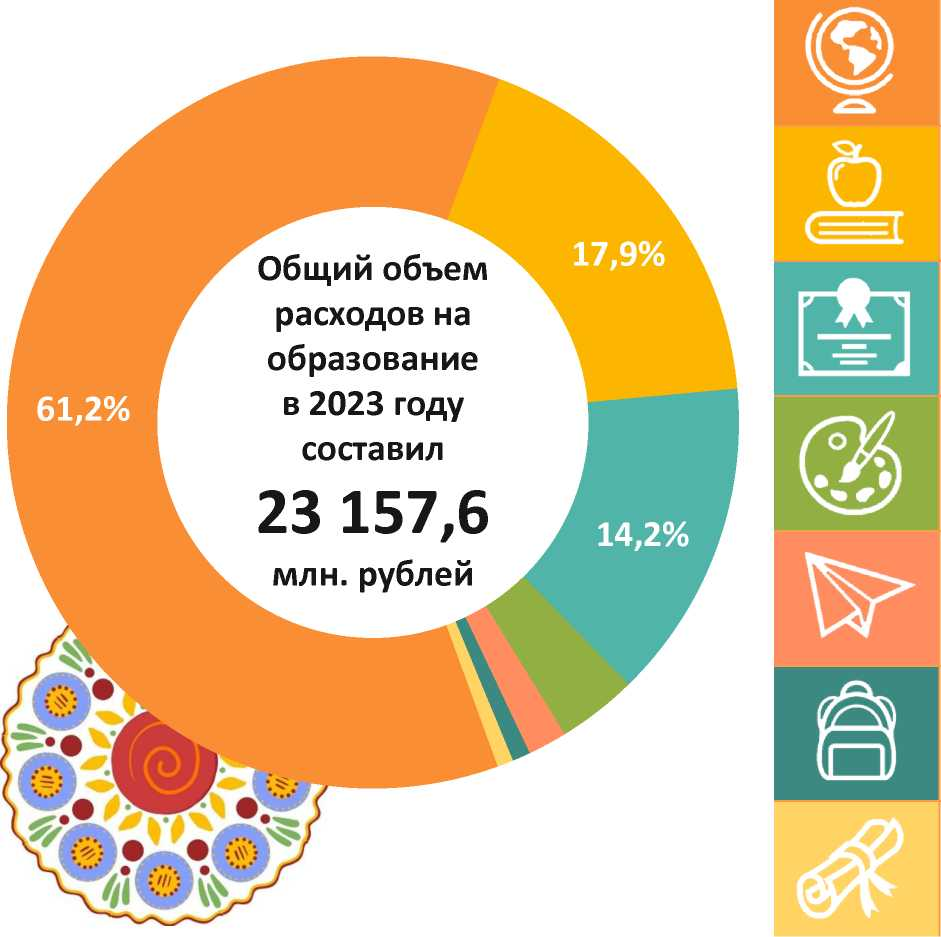 17,9%
Общий объем
расходов на
образование
в 2023 году
составил
23 157,6
млн. рублей
61,2%
14,2%